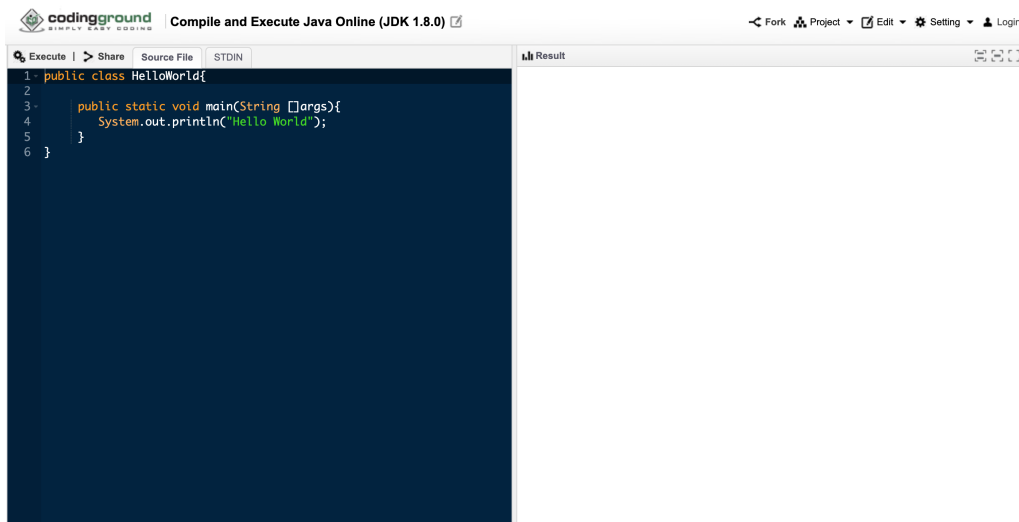 codingground
SIMPLY EASY CODING
Compile and Execute Java Online (JDK 1.8.0)
Fork Project Edit Setting Login
Execute | Share Source File STDIN
Result
1 public class HelloWorld{
2
3 public static void main(String []args){
4 System.out.println("Hello World");
5 }
6 }